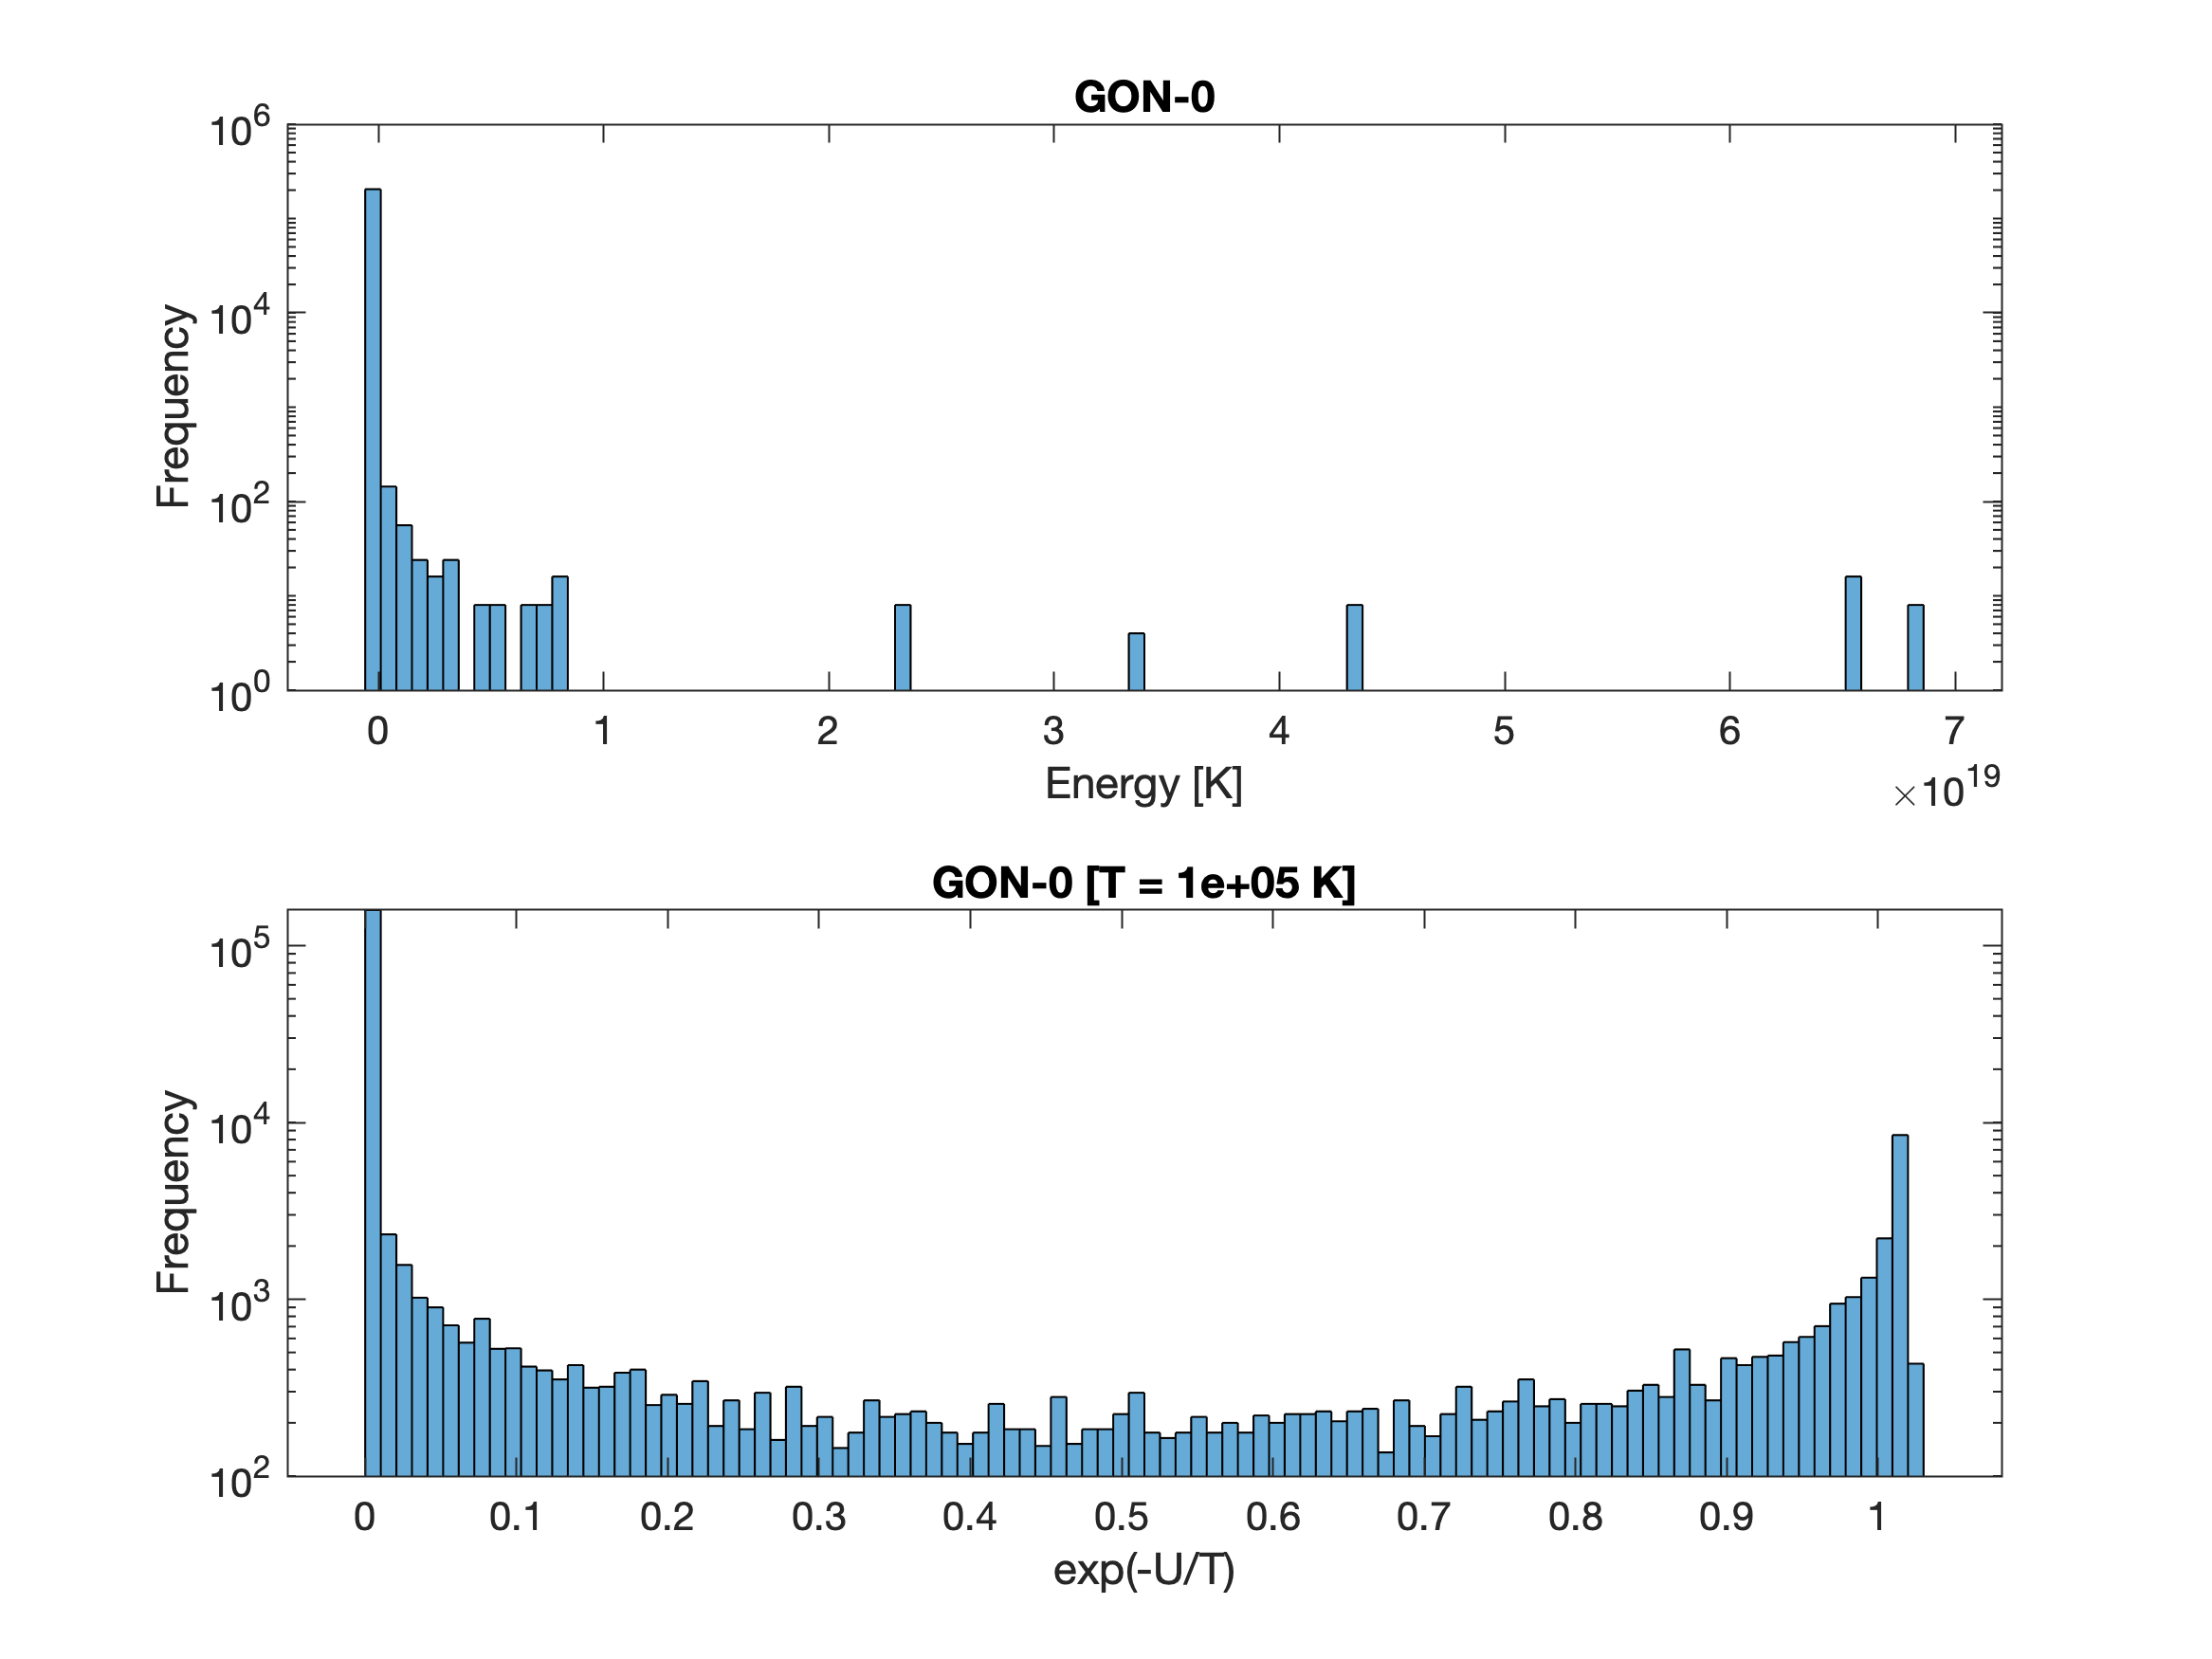 GON-0
10^6
10^4
10^2
10^0
Frequency
0 1 2 3 4 5 6 7
Energy [K]
×10^19
GON-0 [T = 1e+05 K]
10^5
10^4
10^3
10^2
Frequency
0 0.1 0.2 0.3 0.4 0.5 0.6 0.7 0.8 0.9 1
exp(-U/T)